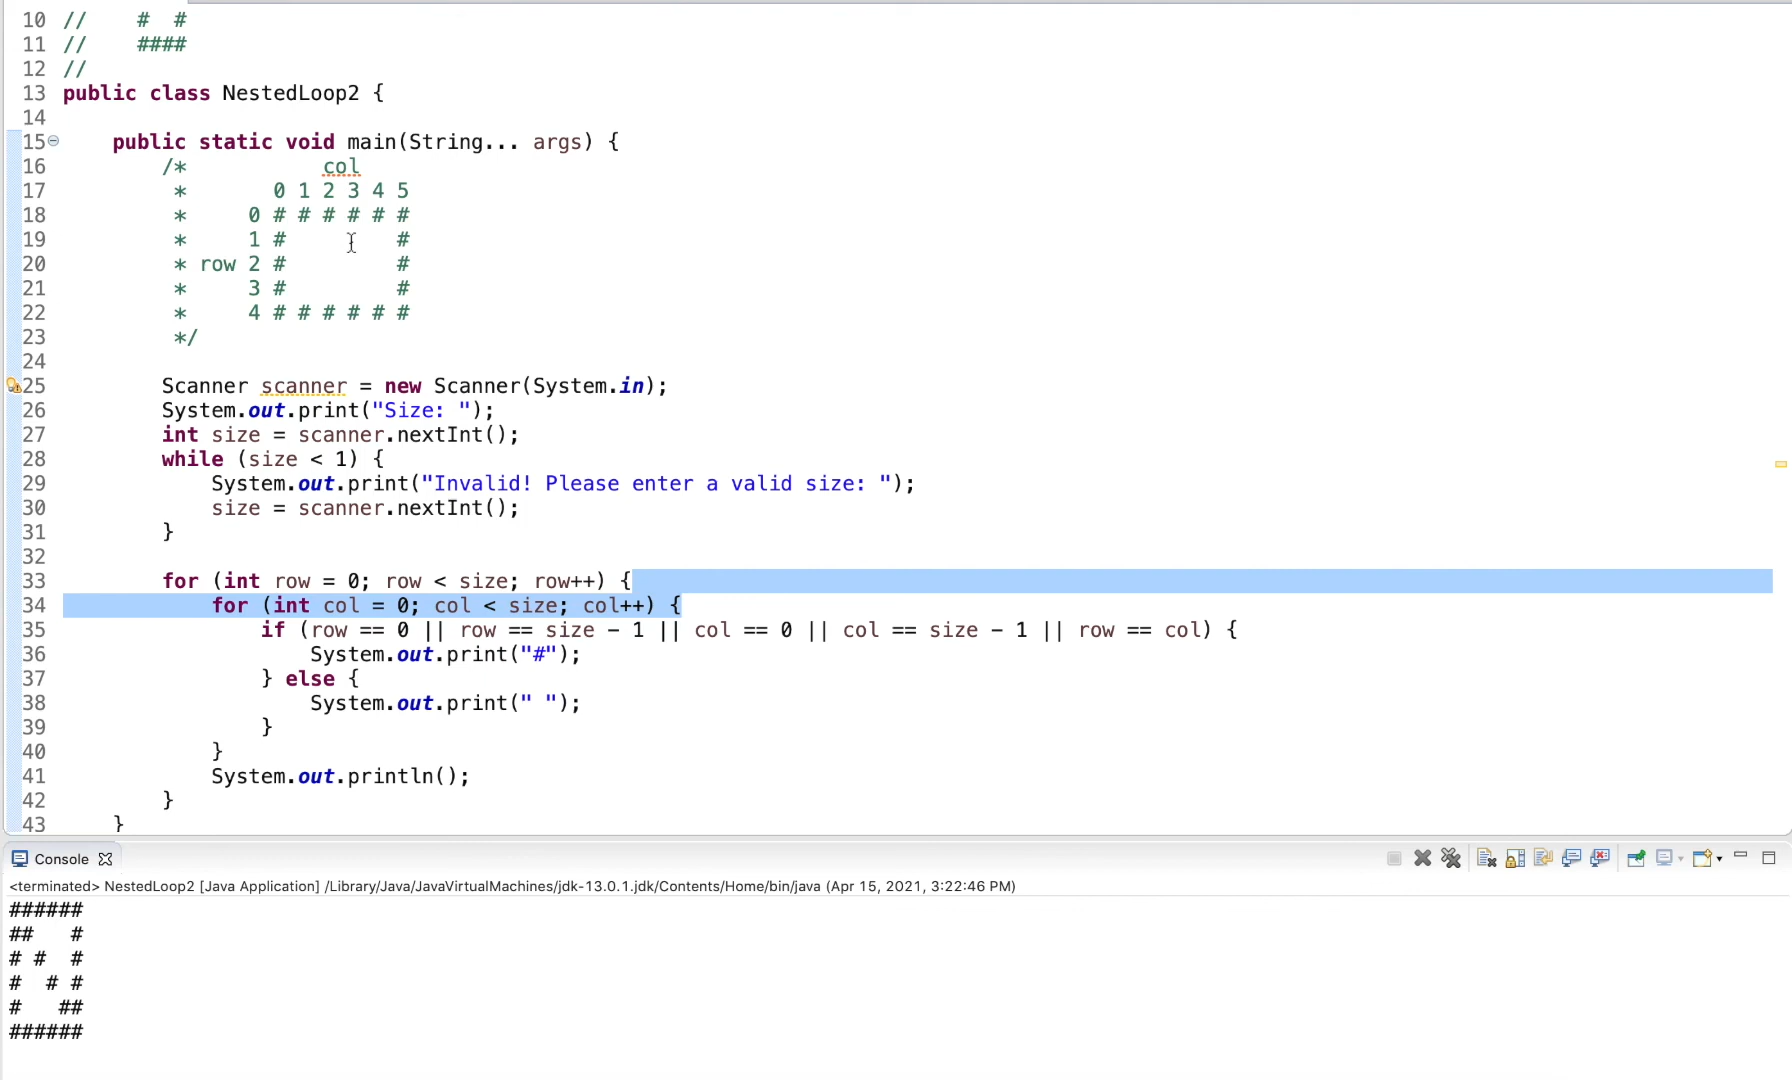 10 //    #  #
11 //    ####
12 //
13 public class NestedLoop2 {
14
15     public static void main(String... args) {
16         /*           col
17          *       0 1 2 3 4 5
18          *     0 # # # # # #
19          *     1 #         #
20          * row 2 #         #
21          *     3 #         #
22          *     4 # # # # # #
23          */
24
25         Scanner scanner = new Scanner(System.in);
26         System.out.print("Size: ");
27         int size = scanner.nextInt();
28         while (size < 1) {
29             System.out.print("Invalid! Please enter a valid size: ");
30             size = scanner.nextInt();
31         }
32
33         for (int row = 0; row < size; row++) {
34             for (int col = 0; col < size; col++) {
35                 if (row == 0 || row == size - 1 || col == 0 || col == size - 1 || row == col) {
36                     System.out.print("#");
37                 } else {
38                     System.out.print(" ");
39                 }
40             }
41             System.out.println();
42         }
43     }
Console
<terminated> NestedLoop2 [Java Application] /Library/Java/JavaVirtualMachines/jdk-13.0.1.jdk/Contents/Home/bin/java (Apr 15, 2021, 3:22:46 PM)
######
##   #
# #  #
#  # #
#   ##
######